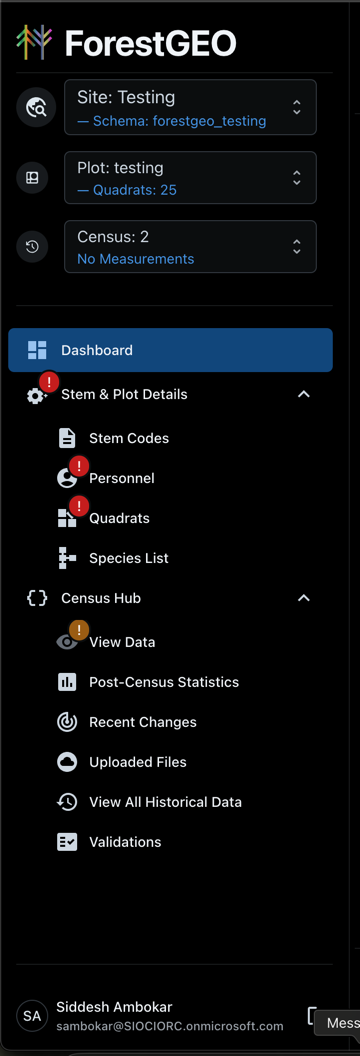 ForestGEO
Site: Testing
— Schema: forestgeo_testing
Plot: testing
— Quadrats: 25
Census: 2
No Measurements
Dashboard
!
Stem & Plot Details
Stem Codes
!
Personnel
!
Quadrats
Species List
{} Census Hub
!
View Data
Post-Census Statistics
Recent Changes
Uploaded Files
View All Historical Data
Validations
SA
Siddesh Ambokar
sambokar@SIOCIORC.onmicrosoft.com
Mess